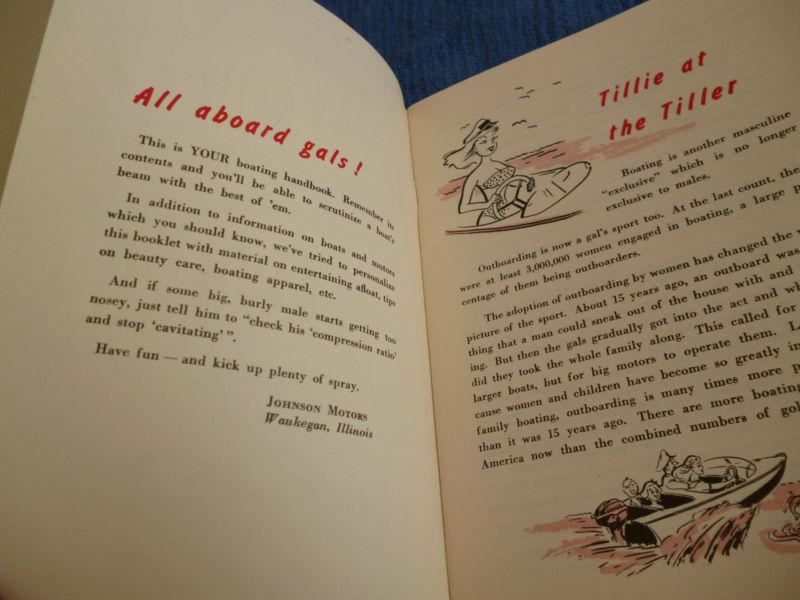 All aboard gals!
This is YOUR boating handbook. Remember its
contents and you'll be able to scrutinize a boat's
beam with the best of 'em.
In addition to information on boats and motors
which you should know, we've tried to personalize
this booklet with material on entertaining afloat, tips
on beauty care, boating apparel, etc.
And if some big, burly male starts getting too
nosey, just tell him to "check his 'compression ratio'
and stop 'cavitating' ".
Have fun — and kick up plenty of spray.
JOHNSON MOTORS
Waukegan, Illinois
Tillie at
the Tiller
Boating is another masculine
"exclusive" which is no longer
exclusive to males.
Outboarding is now a gal's sport too. At the last count,
were at least 3,000,000 women engaged in boating, a large
centage of them being outboarders.
The adoption of outboarding by women has changed the
picture of the sport. About 15 years ago, an outboard was
thing that a man could sneak out of the house with and
ing. But then the gals gradually got into the act and
did they took the whole family along. This called for
larger boats, but for big motors to operate them.
cause women and children have become so greatly
family boating, outboarding is many times more
than it was 15 years ago. There are more boating
America now than the combined numbers of